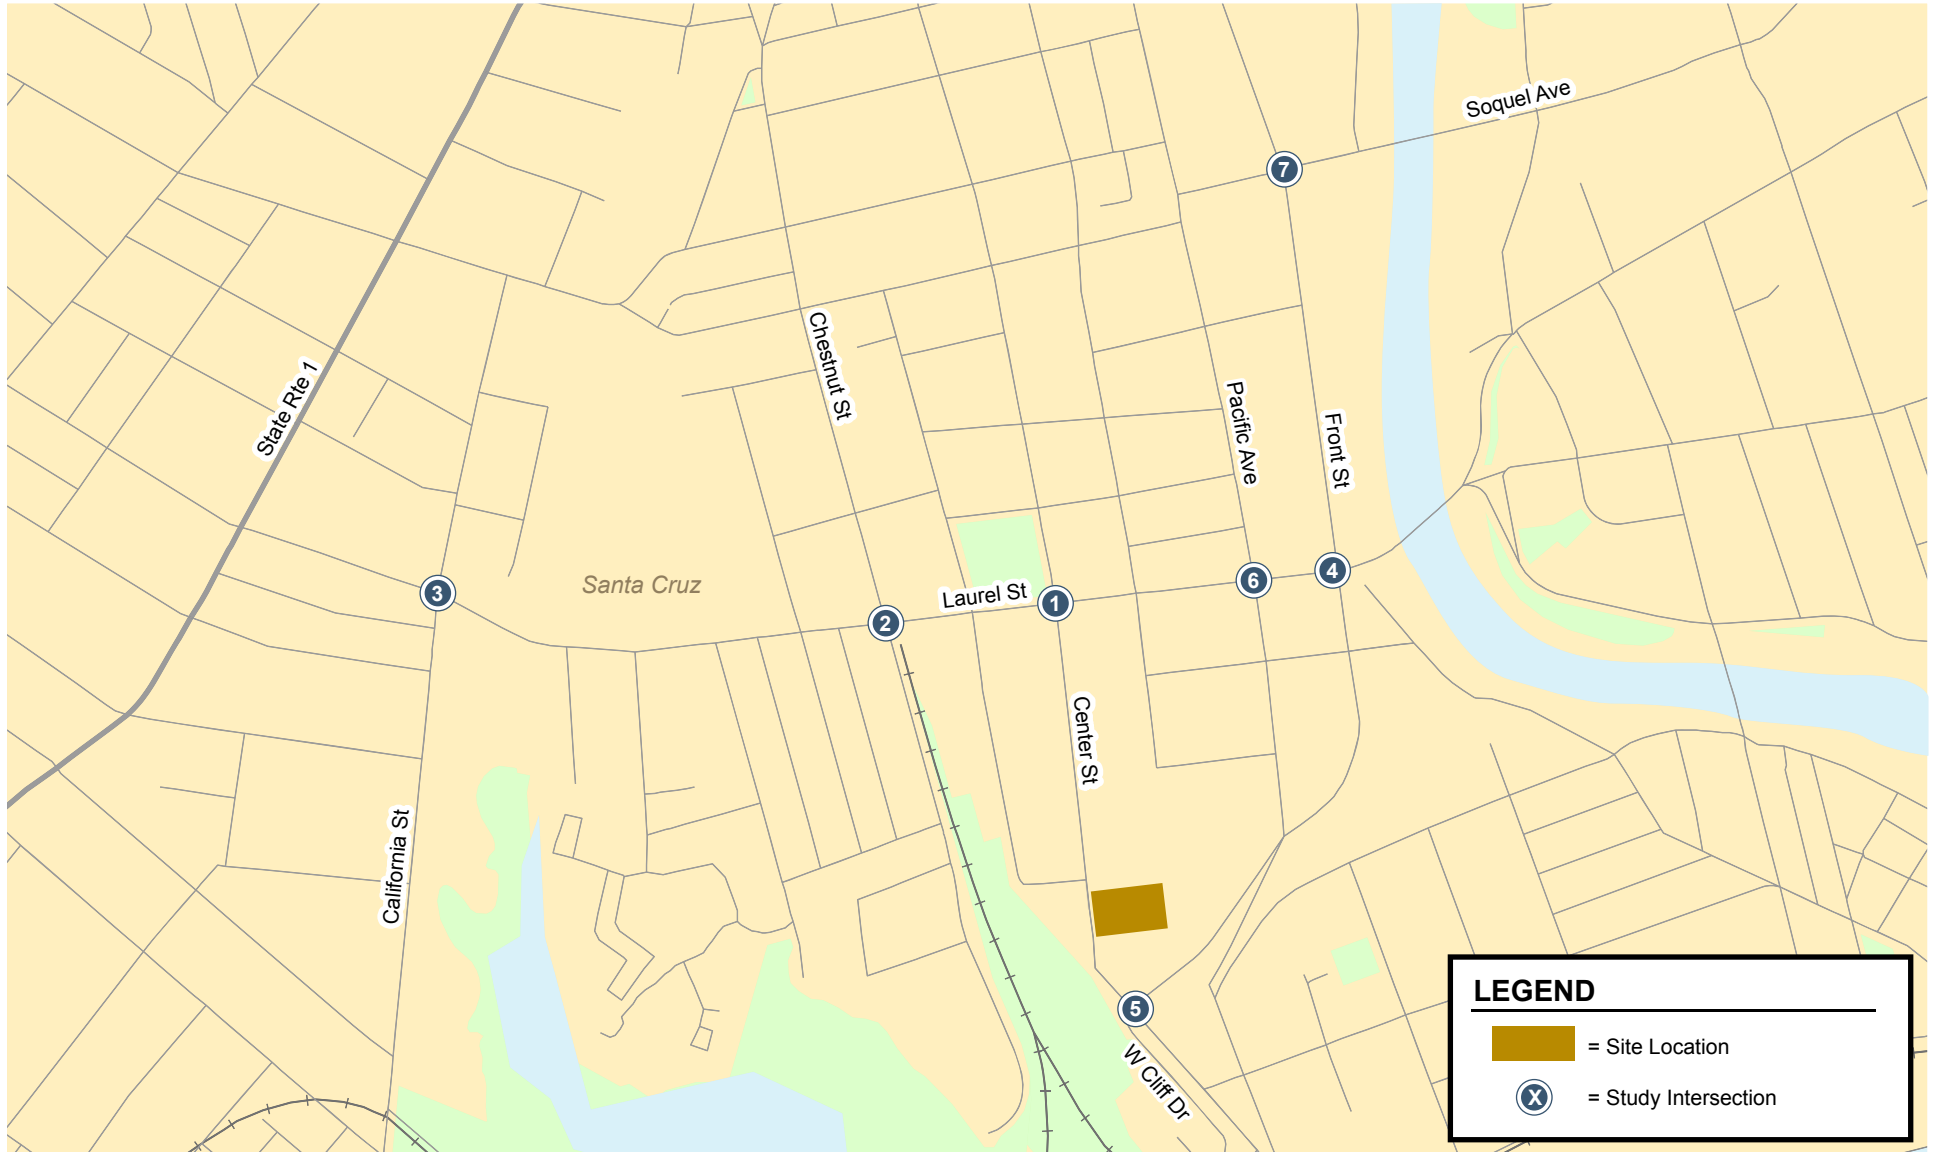 Soquel Ave
7
Chestnut St
State Rte 1
Pacific Ave
Front St
Santa Cruz
3
Laurel St
1
2
6
4
Center St
California St
5
W Cliff Dr
LEGEND
= Site Location
X = Study Intersection